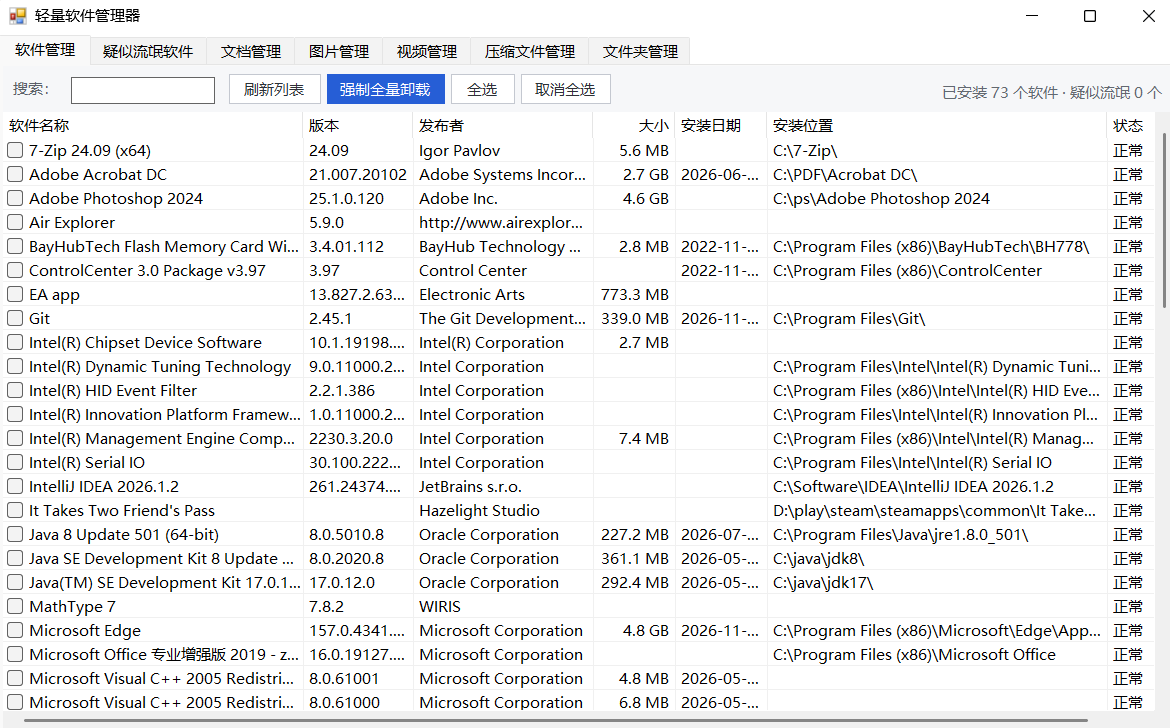 轻量软件管理器
软件管理 疑似流氓软件 文档管理 图片管理 视频管理 压缩文件管理 文件夹管理
搜索: 刷新列表 强制全量卸载 全选 取消全选 已安装 73 个软件 · 疑似流氓 0 个
软件名称 版本 发布者 大小 安装日期 安装位置 状态
7-Zip 24.09 (x64) 24.09 Igor Pavlov 5.6 MB C:\7-Zip\ 正常
Adobe Acrobat DC 21.007.20102 Adobe Systems Incor... 2.7 GB 2026-06-... C:\PDF\Acrobat DC\ 正常
Adobe Photoshop 2024 25.1.0.120 Adobe Inc. 4.6 GB C:\ps\Adobe Photoshop 2024 正常
Air Explorer 5.9.0 http://www.airexplor... 正常
BayHubTech Flash Memory Card Wi... 3.4.01.112 BayHub Technology ... 2.8 MB 2022-11-... C:\Program Files (x86)\BayHubTech\BH778\ 正常
ControlCenter 3.0 Package v3.97 3.97 Control Center 2022-11-... C:\Program Files (x86)\ControlCenter 正常
EA app 13.827.2.63... Electronic Arts 773.3 MB 正常
Git 2.45.1 The Git Development... 339.0 MB 2026-11-... C:\Program Files\Git\ 正常
Intel(R) Chipset Device Software 10.1.19198.... Intel(R) Corporation 2.7 MB 正常
Intel(R) Dynamic Tuning Technology 9.0.11000.2... Intel Corporation C:\Program Files\Intel\Intel(R) Dynamic Tuni... 正常
Intel(R) HID Event Filter 2.2.1.386 Intel Corporation C:\Program Files (x86)\Intel\Intel(R) HID Eve... 正常
Intel(R) Innovation Platform Framew... 1.0.11000.2... Intel Corporation C:\Program Files\Intel\Intel(R) Innovation Pl... 正常
Intel(R) Management Engine Comp... 2230.3.20.0 Intel Corporation 7.4 MB C:\Program Files (x86)\Intel\Intel(R) Manag... 正常
Intel(R) Serial IO 30.100.222... Intel Corporation C:\Program Files\Intel\Intel(R) Serial IO 正常
IntelliJ IDEA 2026.1.2 261.24374.... JetBrains s.r.o. C:\Software\IDEA\IntelliJ IDEA 2026.1.2 正常
It Takes Two Friend's Pass Hazelight Studio D:\play\steam\steamapps\common\It Take... 正常
Java 8 Update 501 (64-bit) 8.0.5010.8 Oracle Corporation 227.2 MB 2026-07-... C:\Program Files\Java\jre1.8.0_501\ 正常
Java SE Development Kit 8 Update ... 8.0.2020.8 Oracle Corporation 361.1 MB 2026-05-... C:\java\jdk8\ 正常
Java(TM) SE Development Kit 17.0.1... 17.0.12.0 Oracle Corporation 292.4 MB 2026-05-... C:\java\jdk17\ 正常
MathType 7 7.8.2 WIRIS 正常
Microsoft Edge 157.0.4341.... Microsoft Corporation 4.8 GB 2026-11-... C:\Program Files (x86)\Microsoft\Edge\App... 正常
Microsoft Office 专业增强版 2019 - z... 16.0.19127.... Microsoft Corporation C:\Program Files (x86)\Microsoft Office 正常
Microsoft Visual C++ 2005 Redistri... 8.0.61001 Microsoft Corporation 4.8 MB 2026-05-... 正常
Microsoft Visual C++ 2005 Redistri... 8.0.61000 Microsoft Corporation 6.8 MB 2026-05-... 正常